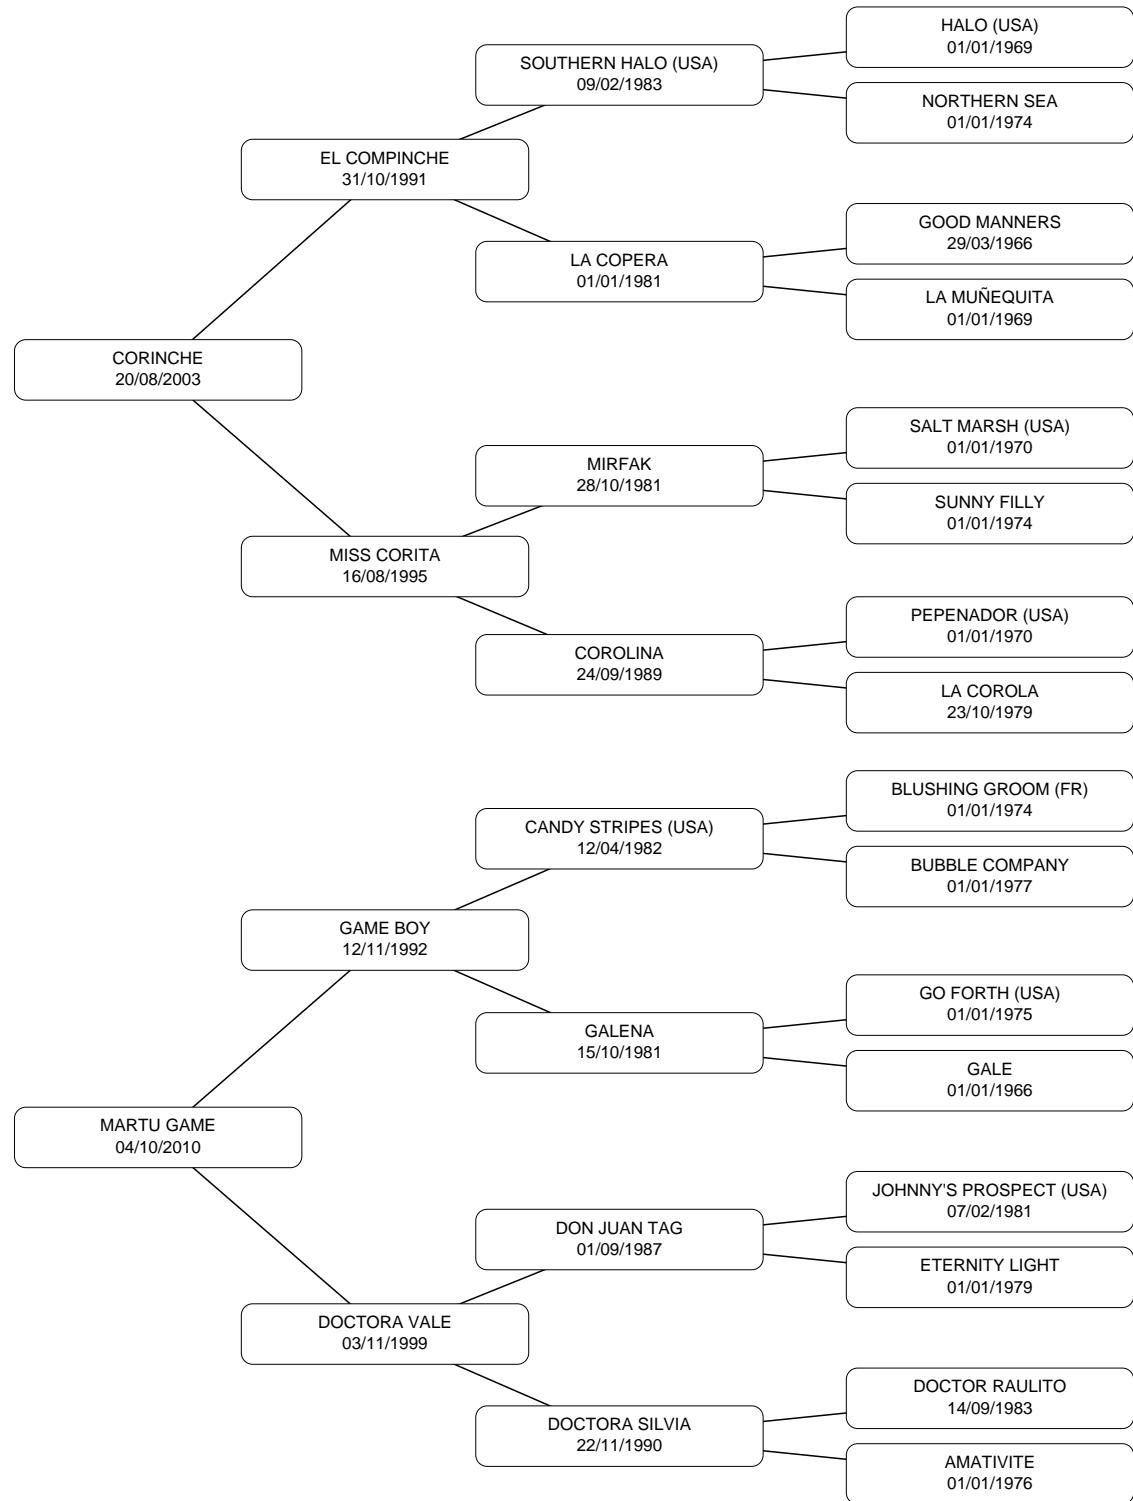 HALO (USA)
01/01/1969
SOUTHERN HALO (USA)
09/02/1983
NORTHERN SEA
01/01/1974
EL COMPINCHE
31/10/1991
GOOD MANNERS
29/03/1966
LA COPERA
01/01/1981
LA MUÑEQUITA
01/01/1969
CORINCHE
20/08/2003
SALT MARSH (USA)
01/01/1970
MIRFAK
28/10/1981
SUNNY FILLY
01/01/1974
MISS CORITA
16/08/1995
PEPENADOR (USA)
01/01/1970
COROLINA
24/09/1989
LA COROLA
23/10/1979
BLUSHING GROOM (FR)
01/01/1974
CANDY STRIPES (USA)
12/04/1982
BUBBLE COMPANY
01/01/1977
GAME BOY
12/11/1992
GO FORTH (USA)
01/01/1975
GALENA
15/10/1981
GALE
01/01/1966
MARTU GAME
04/10/2010
JOHNNY'S PROSPECT (USA)
07/02/1981
DON JUAN TAG
01/09/1987
ETERNITY LIGHT
01/01/1979
DOCTORA VALE
03/11/1999
DOCTOR RAULITO
14/09/1983
DOCTORA SILVIA
22/11/1990
AMATIVITE
01/01/1976